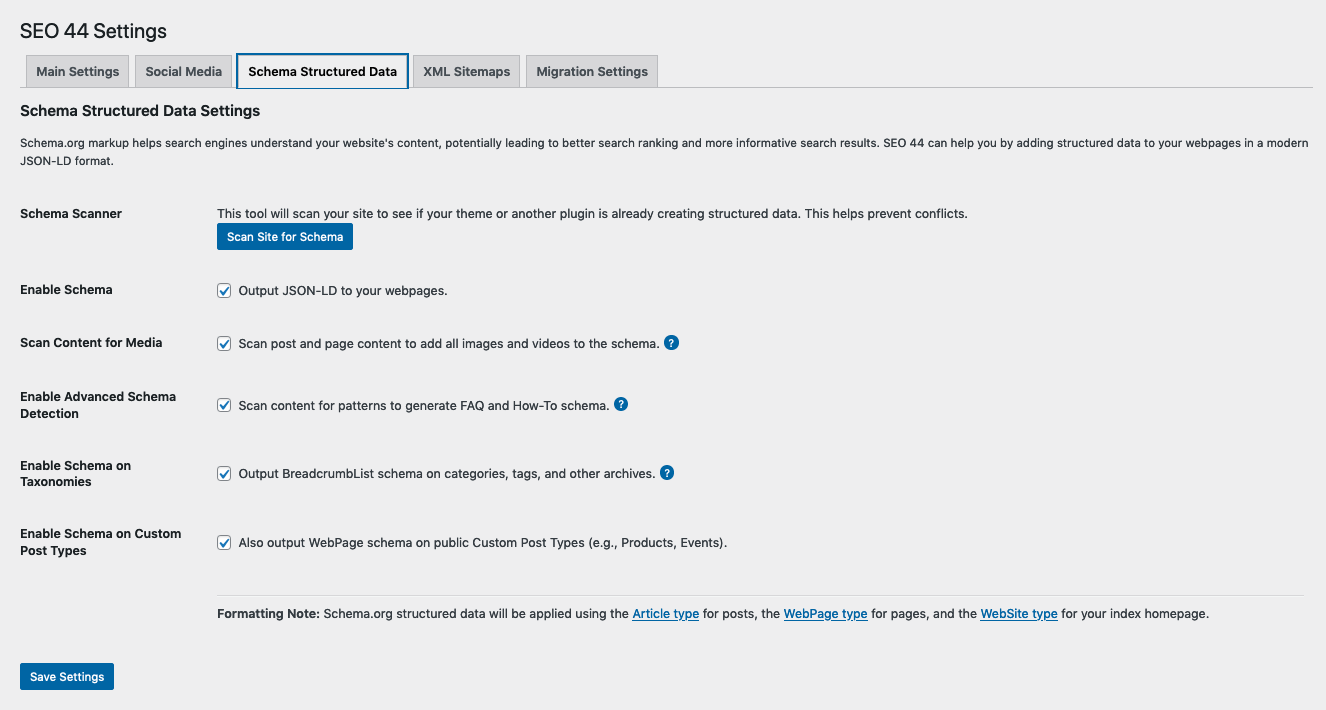 SEO 44 Settings
Main Settings
Social Media
Schema Structured Data
XML Sitemaps
Migration Settings
Schema Structured Data Settings
Schema.org markup helps search engines understand your website's content, potentially leading to better search ranking and more informative search results. SEO 44 can help you by adding structured data to your webpages in a modern
JSON-LD format.
Schema Scanner
This tool will scan your site to see if your theme or another plugin is already creating structured data. This helps prevent conflicts.
Scan Site for Schema
Enable Schema
Output JSON-LD to your webpages.
Scan Content for Media
Scan post and page content to add all images and videos to the schema. ?
Enable Advanced Schema
Detection
Scan content for patterns to generate FAQ and How-To schema. ?
Enable Schema on
Taxonomies
Output BreadcrumbList schema on categories, tags, and other archives. ?
Enable Schema on Custom
Post Types
Also output WebPage schema on public Custom Post Types (e.g., Products, Events).
Formatting Note: Schema.org structured data will be applied using the Article type for posts, the WebPage type for pages, and the WebSite type for your index homepage.
Save Settings